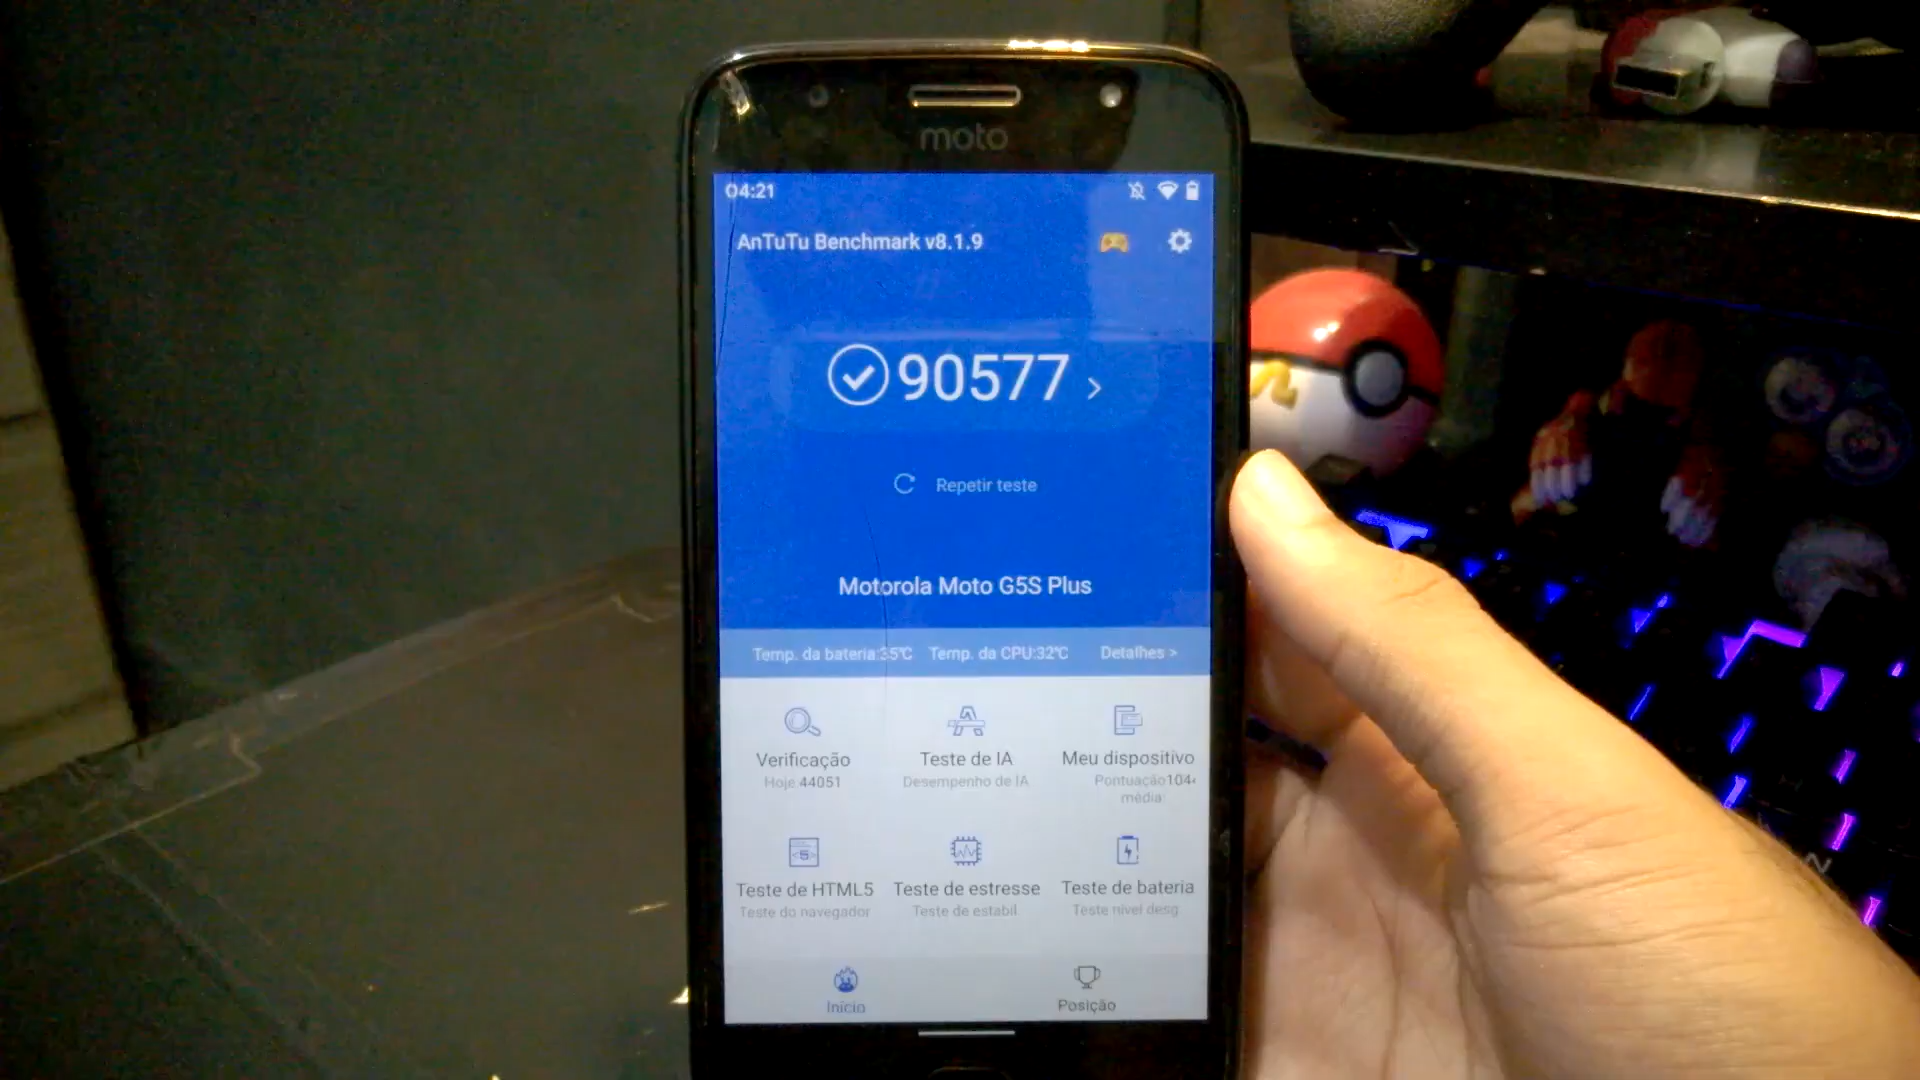 moto
04:21
AnTuTu Benchmark v8.1.9
90577 >
Repetir teste
Motorola Moto G5S Plus
Temp. da bateria:35℃ Temp. da CPU:32℃ Detalhes >
Verificação Teste de IA Meu dispositivo
Hoje 44051 Desempenho de IA Pontuação 104
média:
Teste de HTML5 Teste de estresse Teste de bateria
Teste do navegador Teste de estabil. Teste nível desg
Início Posição